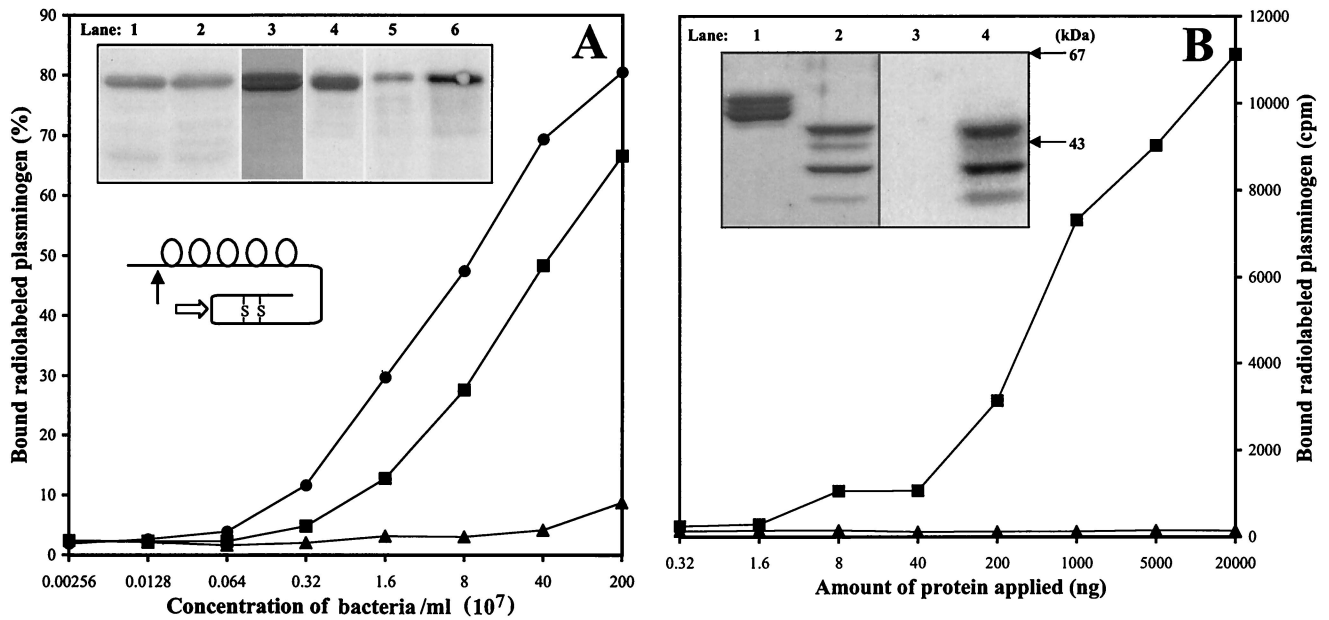 A
Lane: 1 2 3 4 5 6
Bound radiolabeled plasminogen (%)
90
80
70
60
50
40
30
20
10
0
S S
0.00256 0.0128 0.064 0.32 1.6 8 40 200
Concentration of bacteria/ml (10⁷)
B
Lane: 1 2 3 4 (kDa)
67
43
12000
10000
8000
6000
4000
2000
0
Bound radiolabeled plasminogen (cpm)
0.32 1.6 8 40 200 1000 5000 20000
Amount of protein applied (ng)